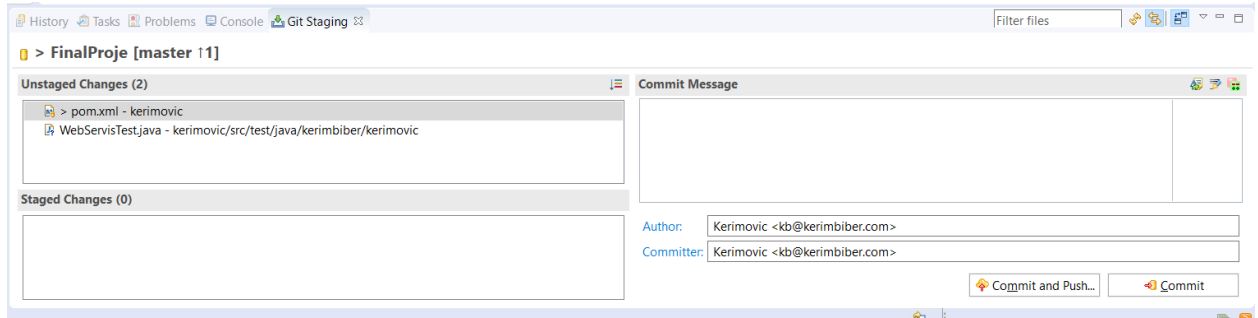 History Tasks Problems Console Git Staging
Filter files
> FinalProje [master ↑1]
Unstaged Changes (2)
> pom.xml - kerimovic
WebServisTest.java - kerimovic/src/test/java/kerimbiber/kerimovic
Staged Changes (0)
Commit Message
Author: Kerimovic <kb@kerimbiber.com>
Committer: Kerimovic <kb@kerimbiber.com>
Commit and Push... Commit